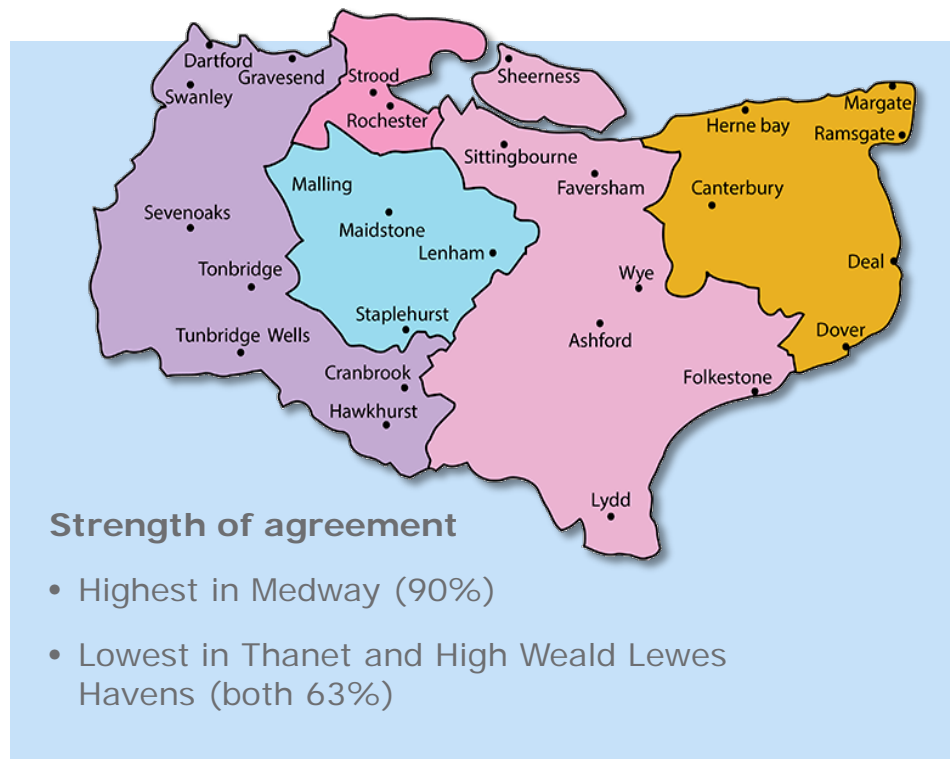 Dartford
Gravesend
Swanley
Strood
Rochester
Sheerness
Margate
Herne bay
Ramsgate
Sittingbourne
Faversham
Malling
Canterbury
Sevenoaks
Maidstone
Lenham
Deal
Tonbridge
Wye
Staplehurst
Tunbridge Wells
Ashford
Dover
Cranbrook
Folkestone
Hawkhurst
Lydd
Strength of agreement
• Highest in Medway (90%)
• Lowest in Thanet and High Weald Lewes
Havens (both 63%)